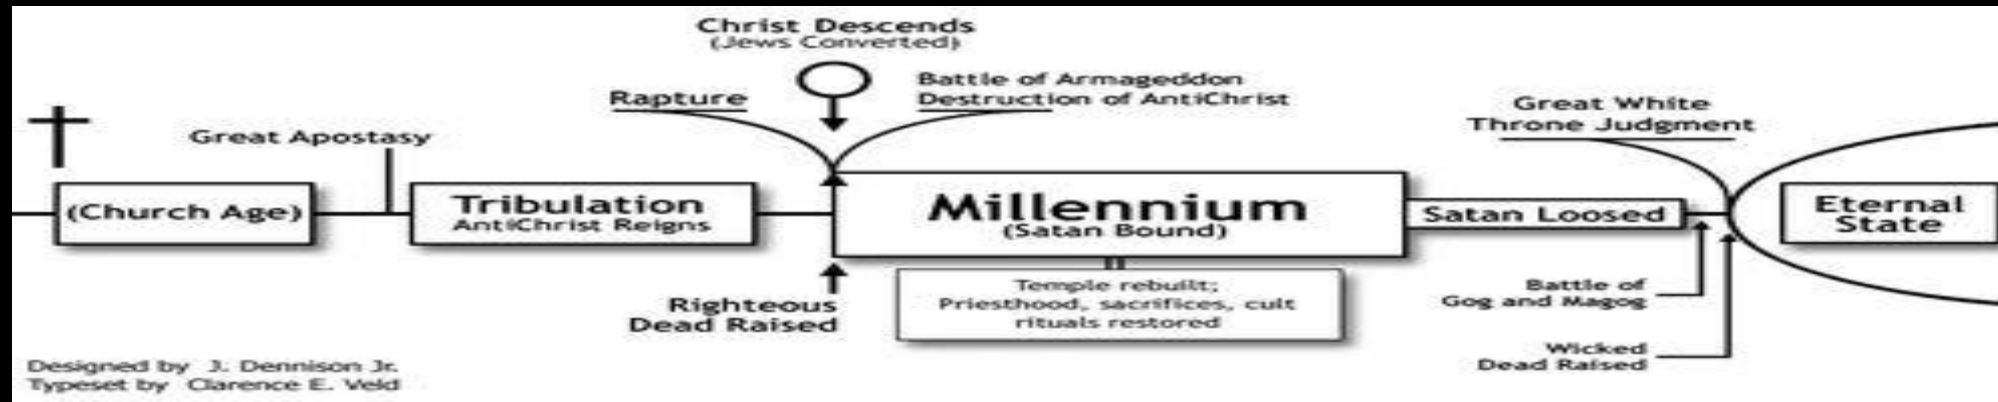 Christ Descends
(Jews Converted)
Rapture
Battle of Armageddon
Destruction of AntiChrist
Great Apostasy
Great White
Throne Judgment
(Church Age)
Tribulation
AntiChrist Reigns
Millennium
(Satan Bound)
Satan Loosed
Eternal
State
Righteous
Dead Raised
Temple rebuilt;
Priesthood, sacrifices, cult
rituals restored
Battle of
Gog and Magog
Wicked
Dead Raised
Designed by J. Dennison Jr.
Typeset by Clarence E. Veld